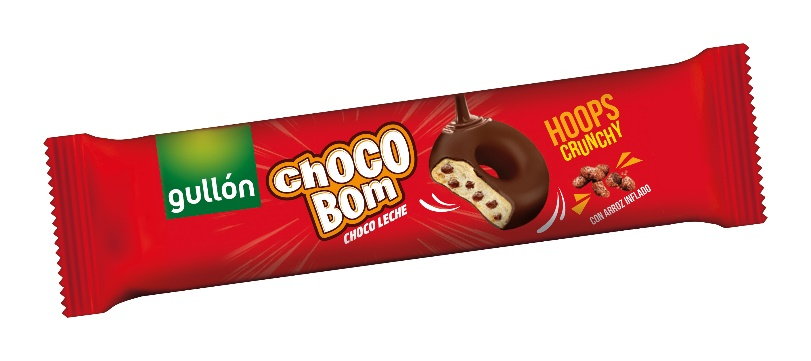 gullón
chOCO
BOM
CHOCO LECHE
HOOPS
CRUNCHY
CON ARROZ INFLADO